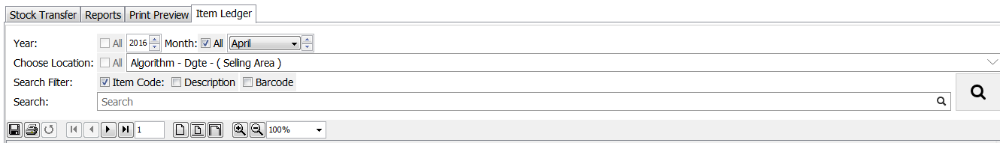 Stock Transfer Reports Print Preview Item Ledger
Year: All 2016 Month: All April
Choose Location: All Algorithm - Dgte - ( Selling Area )
Search Filter: Item Code: Description Barcode
Search: Search
1 100%